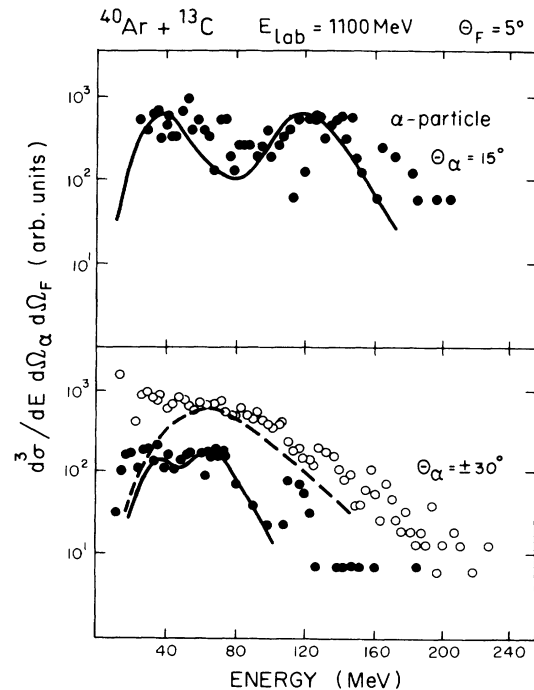 ⁴⁰Ar + ¹³C E_lab = 1100 MeV Θ_F = 5°
10³
10²
10¹
α-particle
Θ_α = 15°
d³σ/dE dΩ_α dΩ_F (arb. units)
10³
10²
10¹
Θ_α = ±30°
40 80 120 160 200 240
ENERGY (MeV)